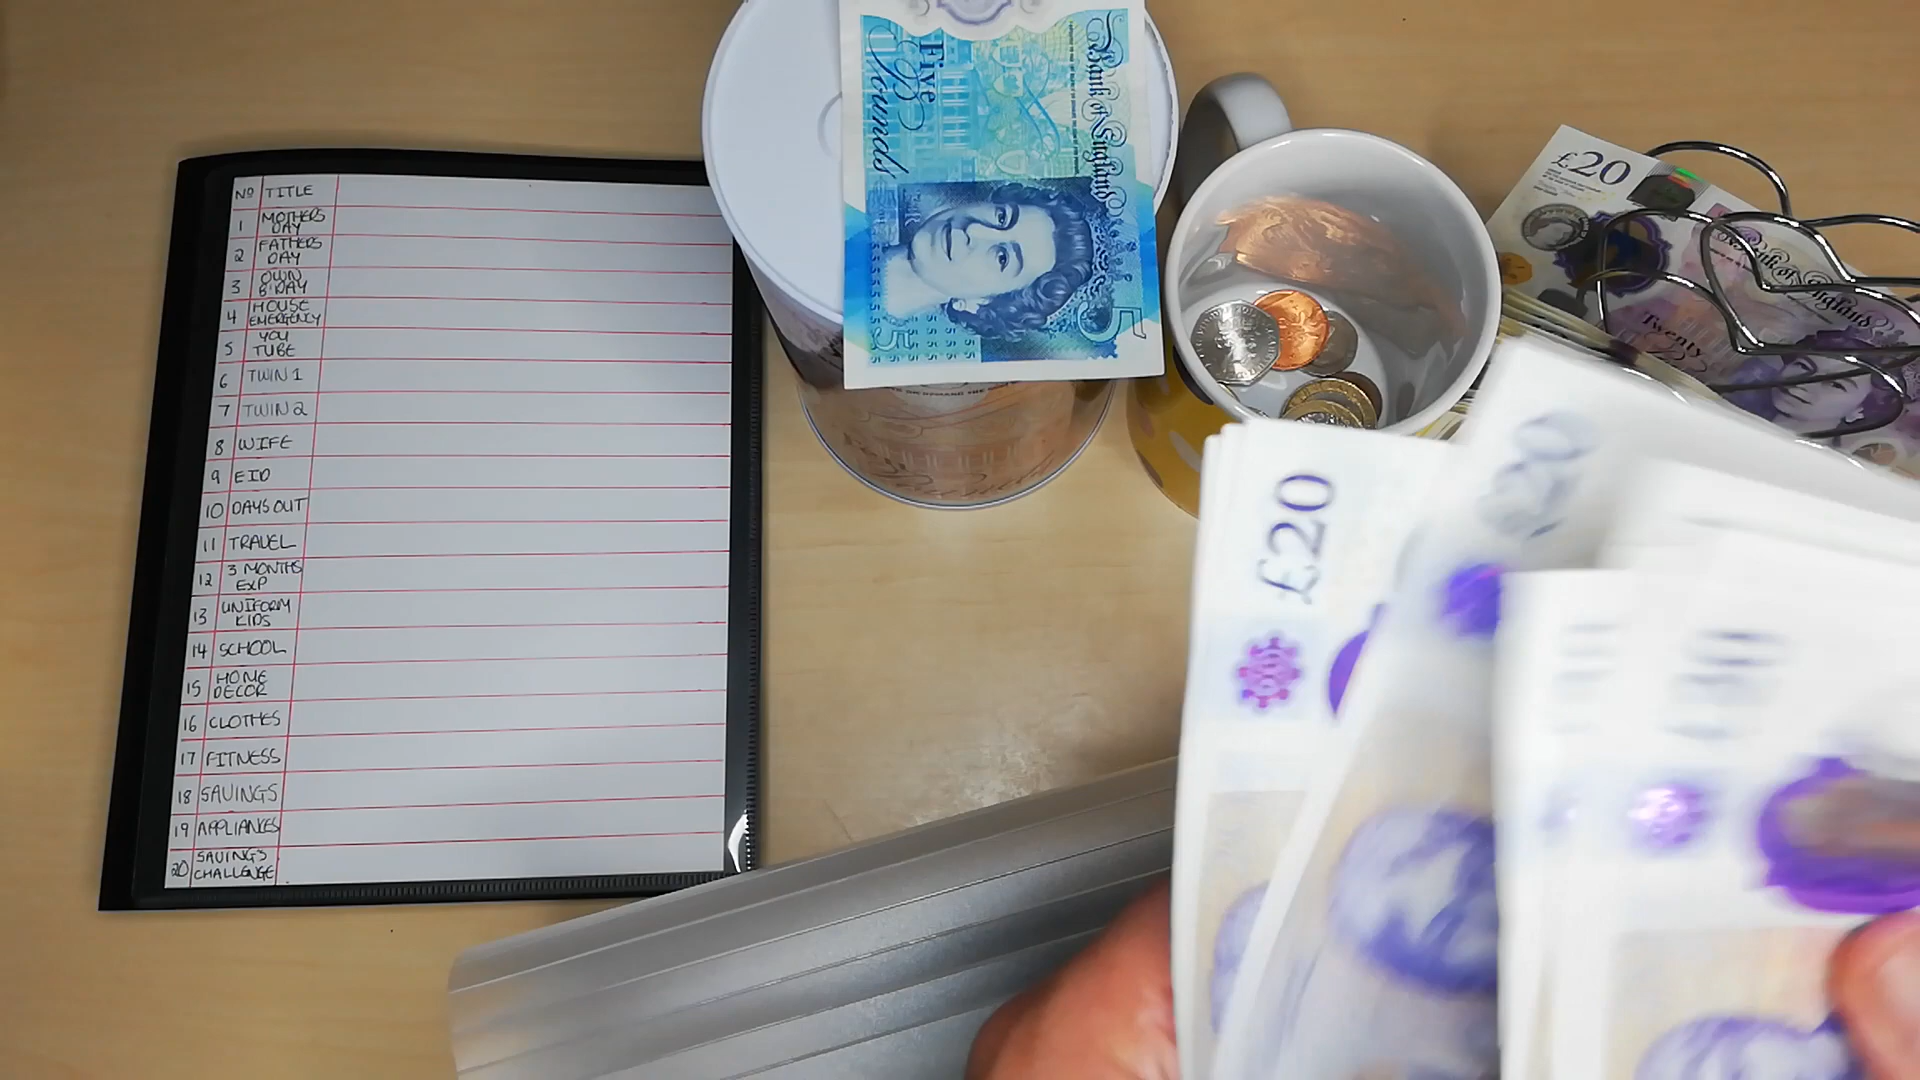 Nº TITLE
1 MOTHERS DAY
2 FATHERS DAY
3 OWN B.DAY
4 HOUSE EMERGENCY
5 YOU TUBE
6 TWIN 1
7 TWIN 2
8 WIFE
9 EID
10 DAYS OUT
11 TRAVEL
12 3 MONTHS EXP
13 UNIFORM KIDS
14 SCHOOL
15 HOME DECOR
16 CLOTHES
17 FITNESS
18 SAVINGS
19 APPLIANCES
20 SAVINGS CHALLENGE
Bank of England
Five Pounds
5
5
£20
Bank of England
Twenty
£20
20